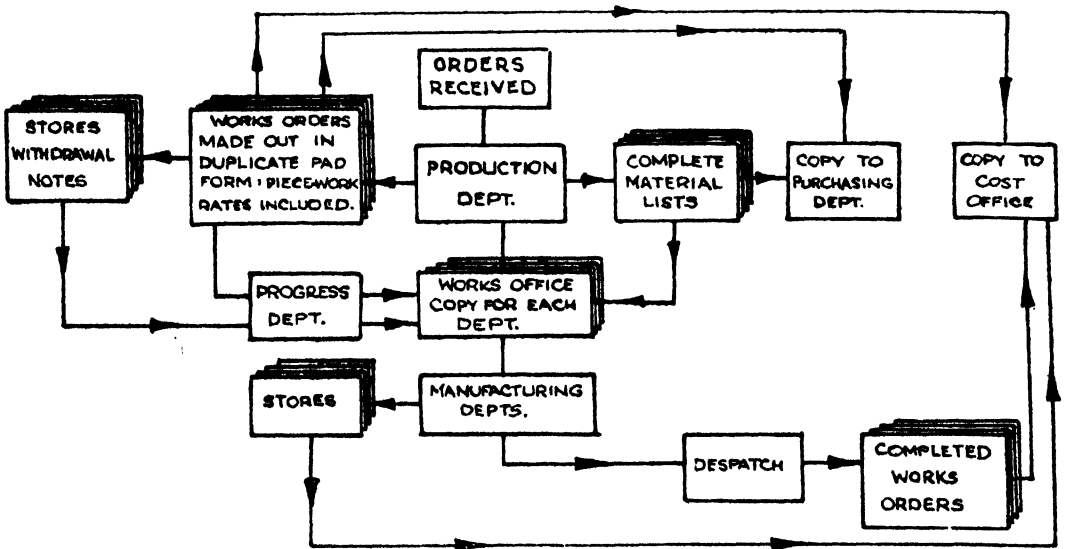 ORDERS
RECEIVED
STORES
WITHDRAWAL
NOTES
WORKS ORDERS
MADE OUT IN
DUPLICATE PAD
FORM: PIECEWORK
RATES INCLUDED.
PRODUCTION
DEPT.
COMPLETE
MATERIAL
LISTS
COPY TO
PURCHASING
DEPT.
COPY TO
COST
OFFICE
PROGRESS
DEPT.
WORKS OFFICE
COPY FOR EACH
DEPT.
STORES
MANUFACTURING
DEPTS.
DESPATCH
COMPLETED
WORKS
ORDERS